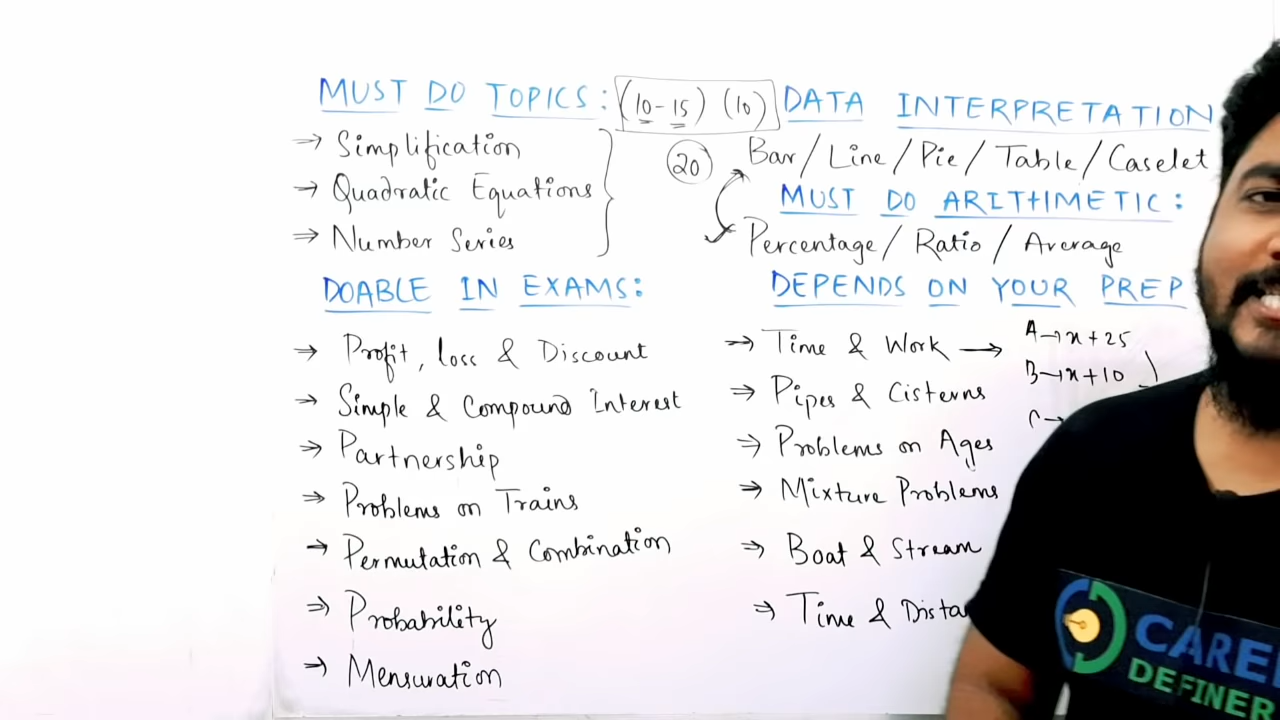 MUST DO TOPICS: (10-15) (10)
→ Simplification
→ Quadratic Equations
→ Number Series
20
DATA INTERPRETATION
Bar / Line / Pie / Table / Caselet
MUST DO ARITHMETIC:
Percentage / Ratio / Average
DOABLE IN EXAMS:
→ Profit, loss & Discount
→ Simple & Compound Interest
→ Partnership
→ Problems on Trains
→ Permutation & Combination
→ Probability
→ Mensuration
DEPENDS ON YOUR PREP
→ Time & Work → A→x+25
B→x+10
→ Pipes & Cisterns
→ Problems on Ages
→ Mixture Problems
→ Boat & Stream
→ Time & Dista
CAREE
DEFINER